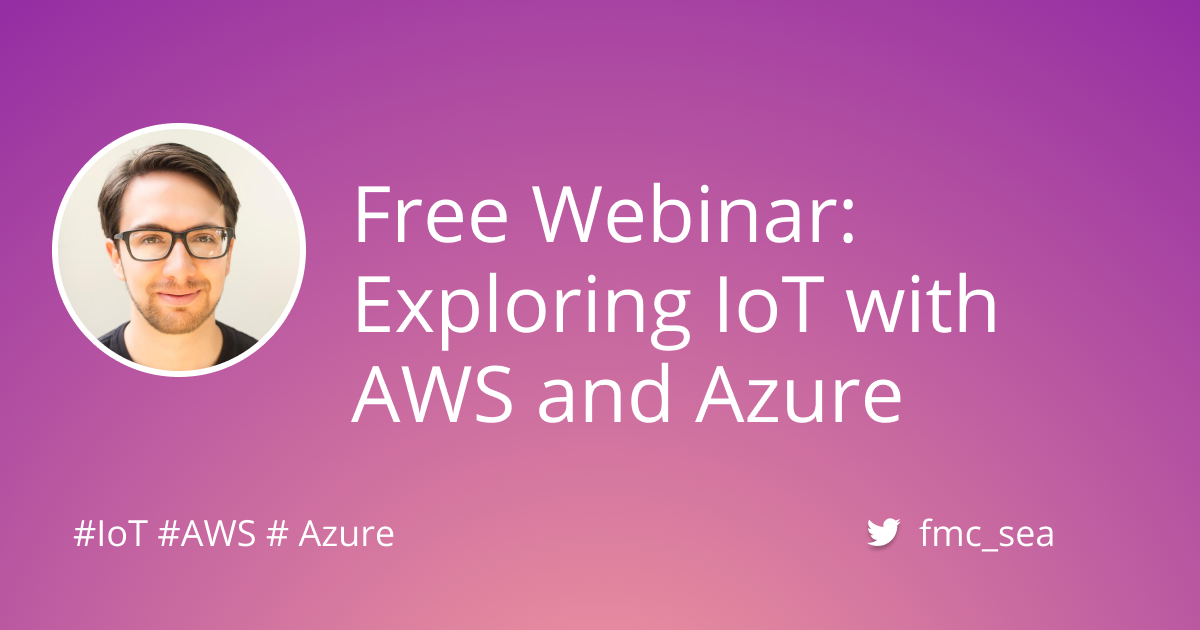 Free Webinar:
Exploring IoT with
AWS and Azure
#IoT #AWS # Azure
fmc_sea